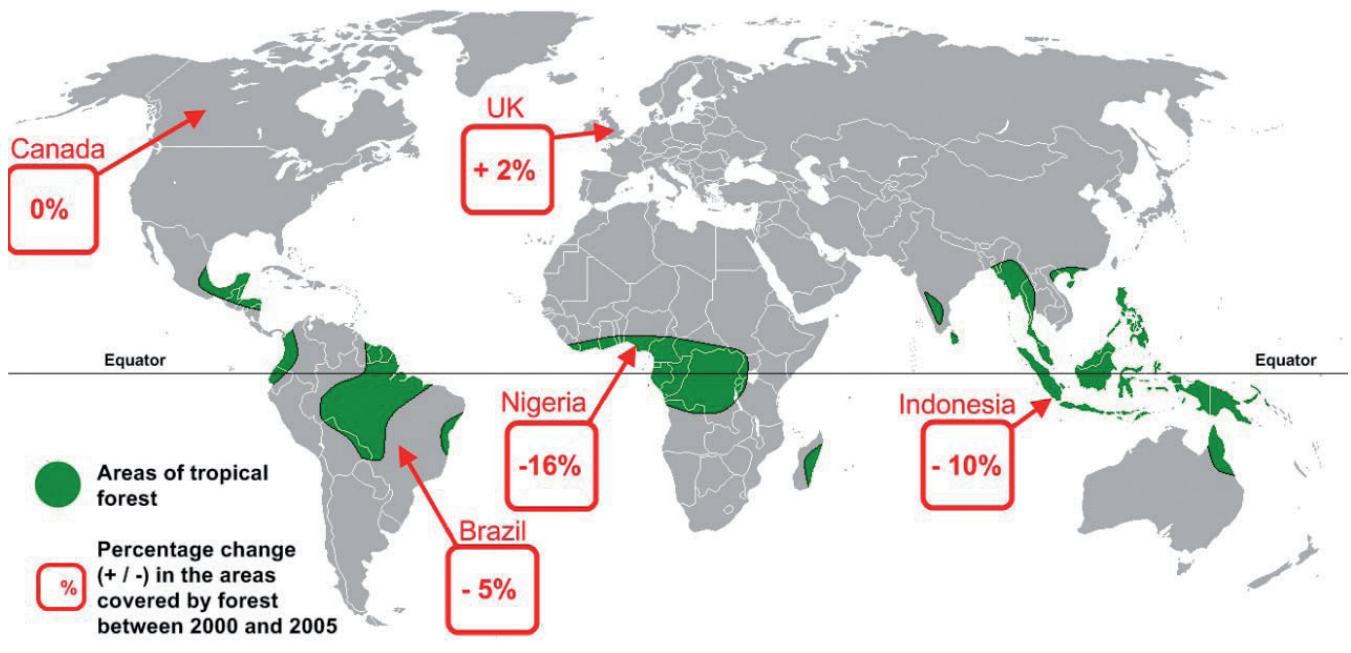 UK
+ 2%
Canada
0%
Equator
Equator
Nigeria
-16%
Indonesia
- 10%
Brazil
- 5%
Areas of tropical
forest
%
Percentage change
(+ / -) in the areas
covered by forest
between 2000 and 2005